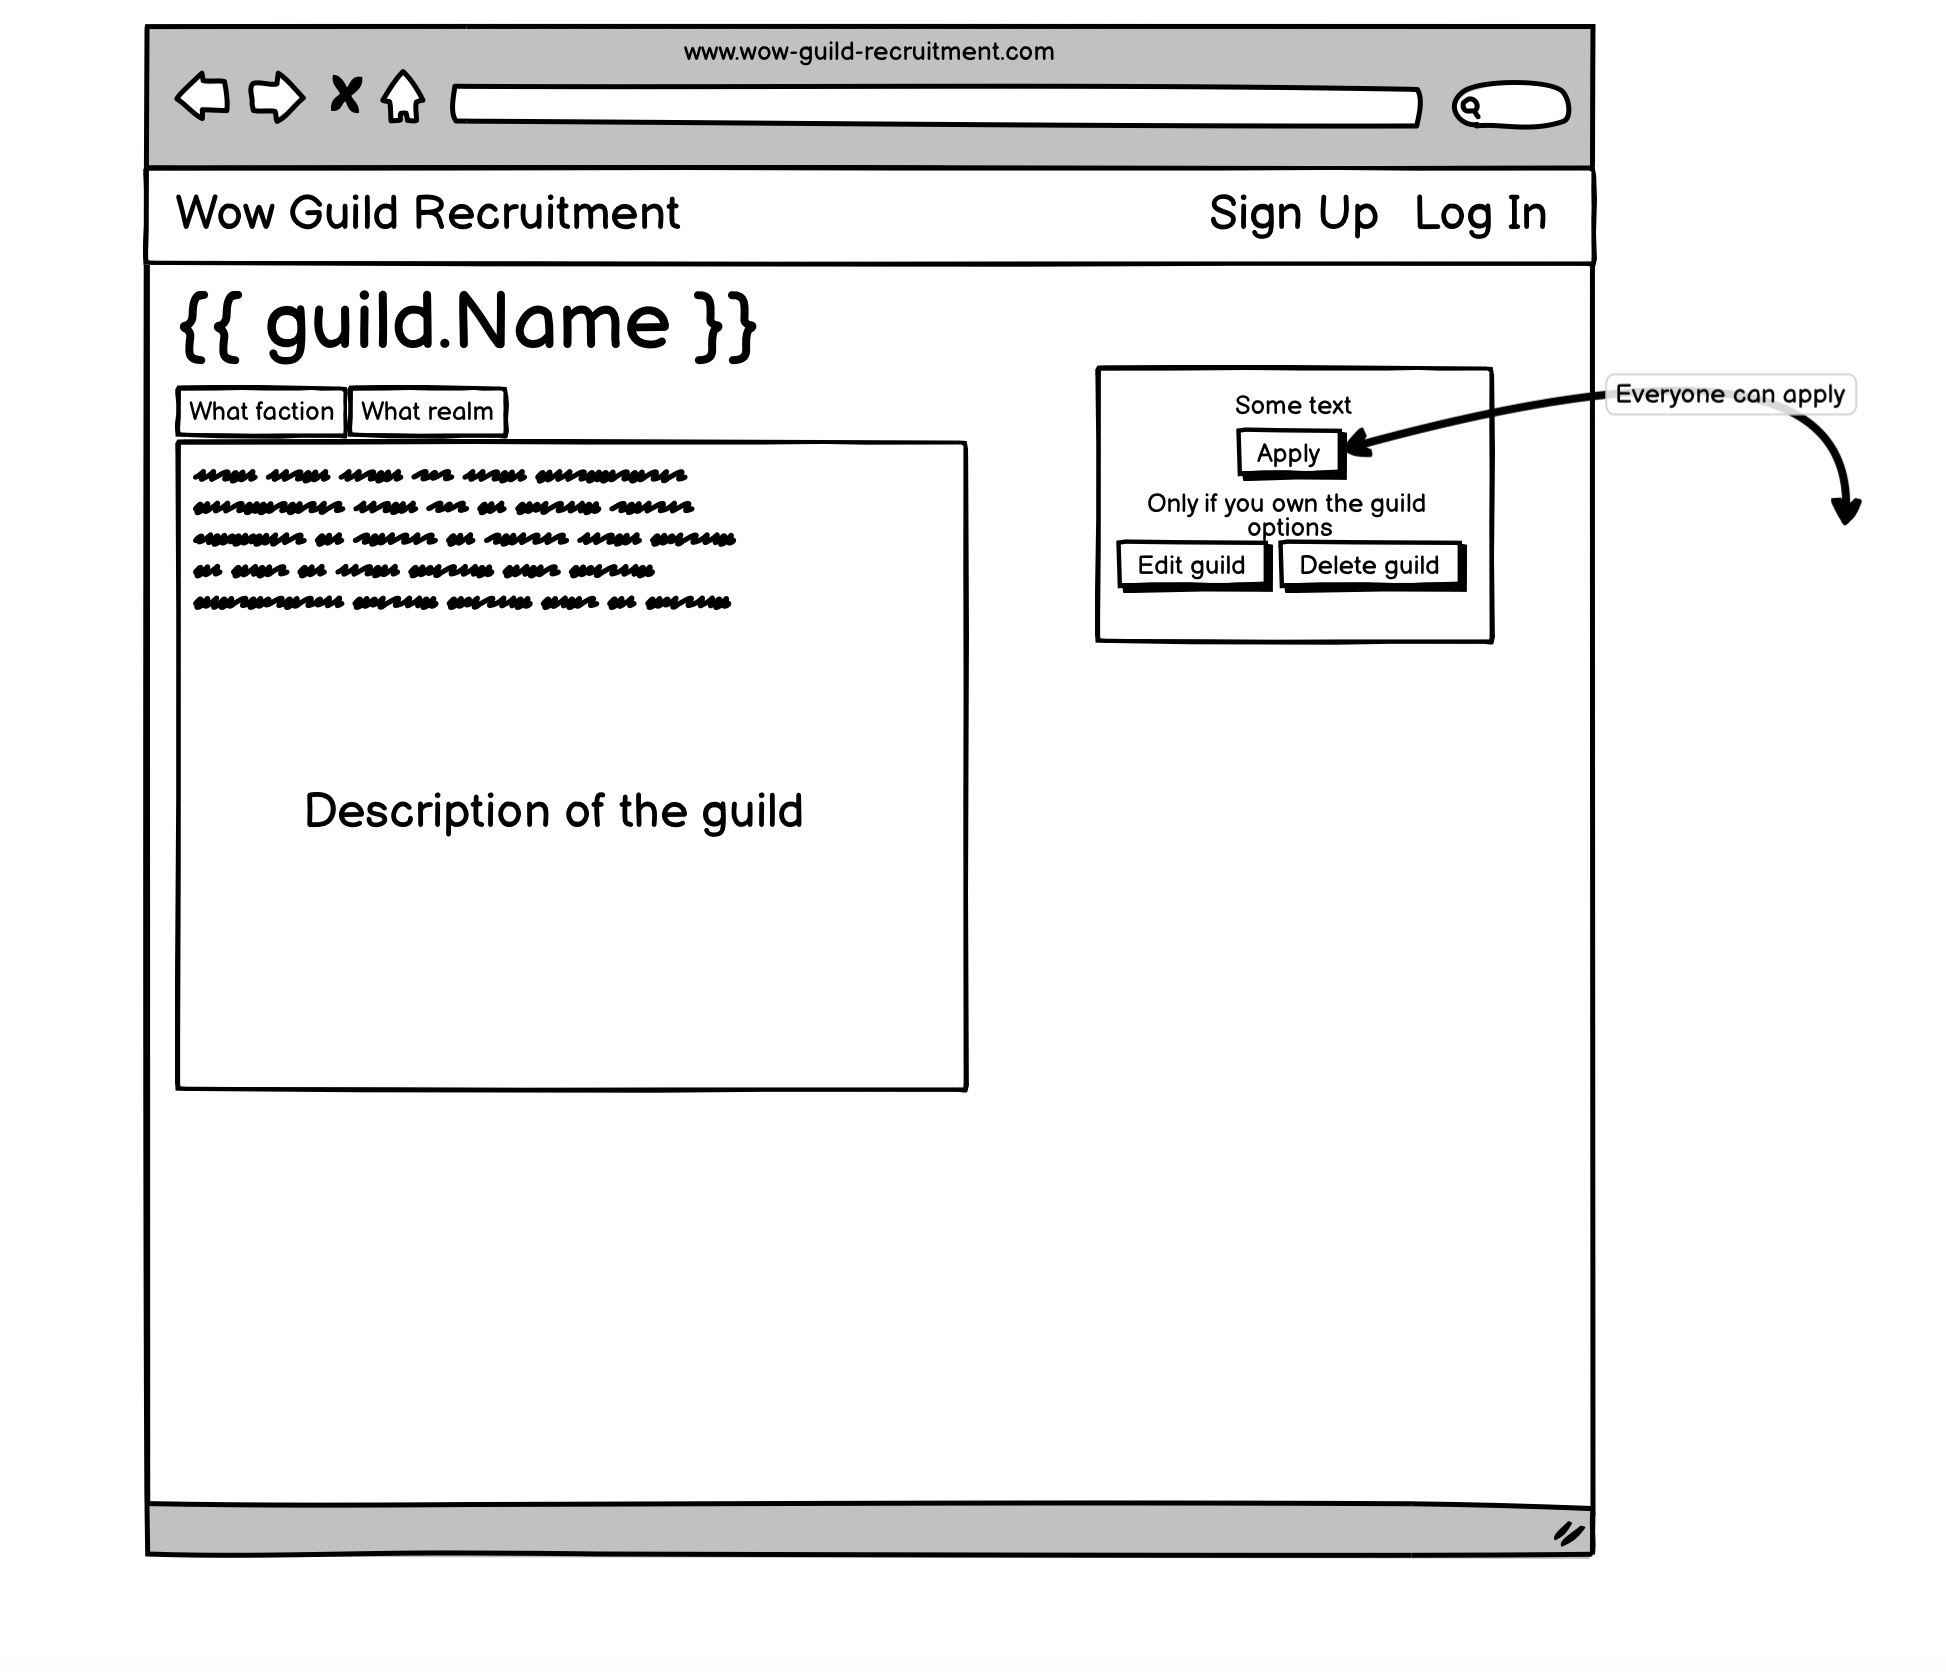 www.wow-guild-recruitment.com
Wow Guild Recruitment
Sign Up Log In
{{ guild.Name }}
What faction
What realm
Description of the guild
Some text
Apply
Only if you own the guild
options
Edit guild
Delete guild
Everyone can apply